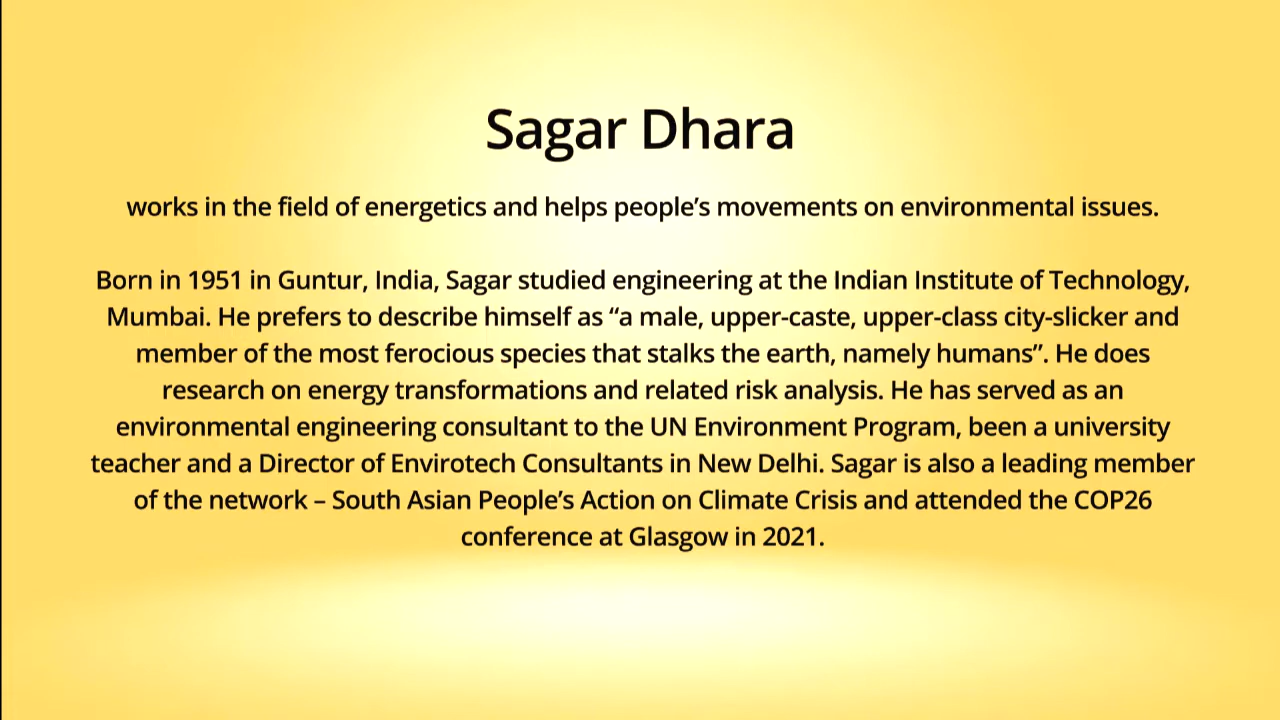 Sagar Dhara
works in the field of energetics and helps people’s movements on environmental issues.
Born in 1951 in Guntur, India, Sagar studied engineering at the Indian Institute of Technology,
Mumbai. He prefers to describe himself as “a male, upper-caste, upper-class city-slicker and
member of the most ferocious species that stalks the earth, namely humans”. He does
research on energy transformations and related risk analysis. He has served as an
environmental engineering consultant to the UN Environment Program, been a university
teacher and a Director of Envirotech Consultants in New Delhi. Sagar is also a leading member
of the network – South Asian People’s Action on Climate Crisis and attended the COP26
conference at Glasgow in 2021.